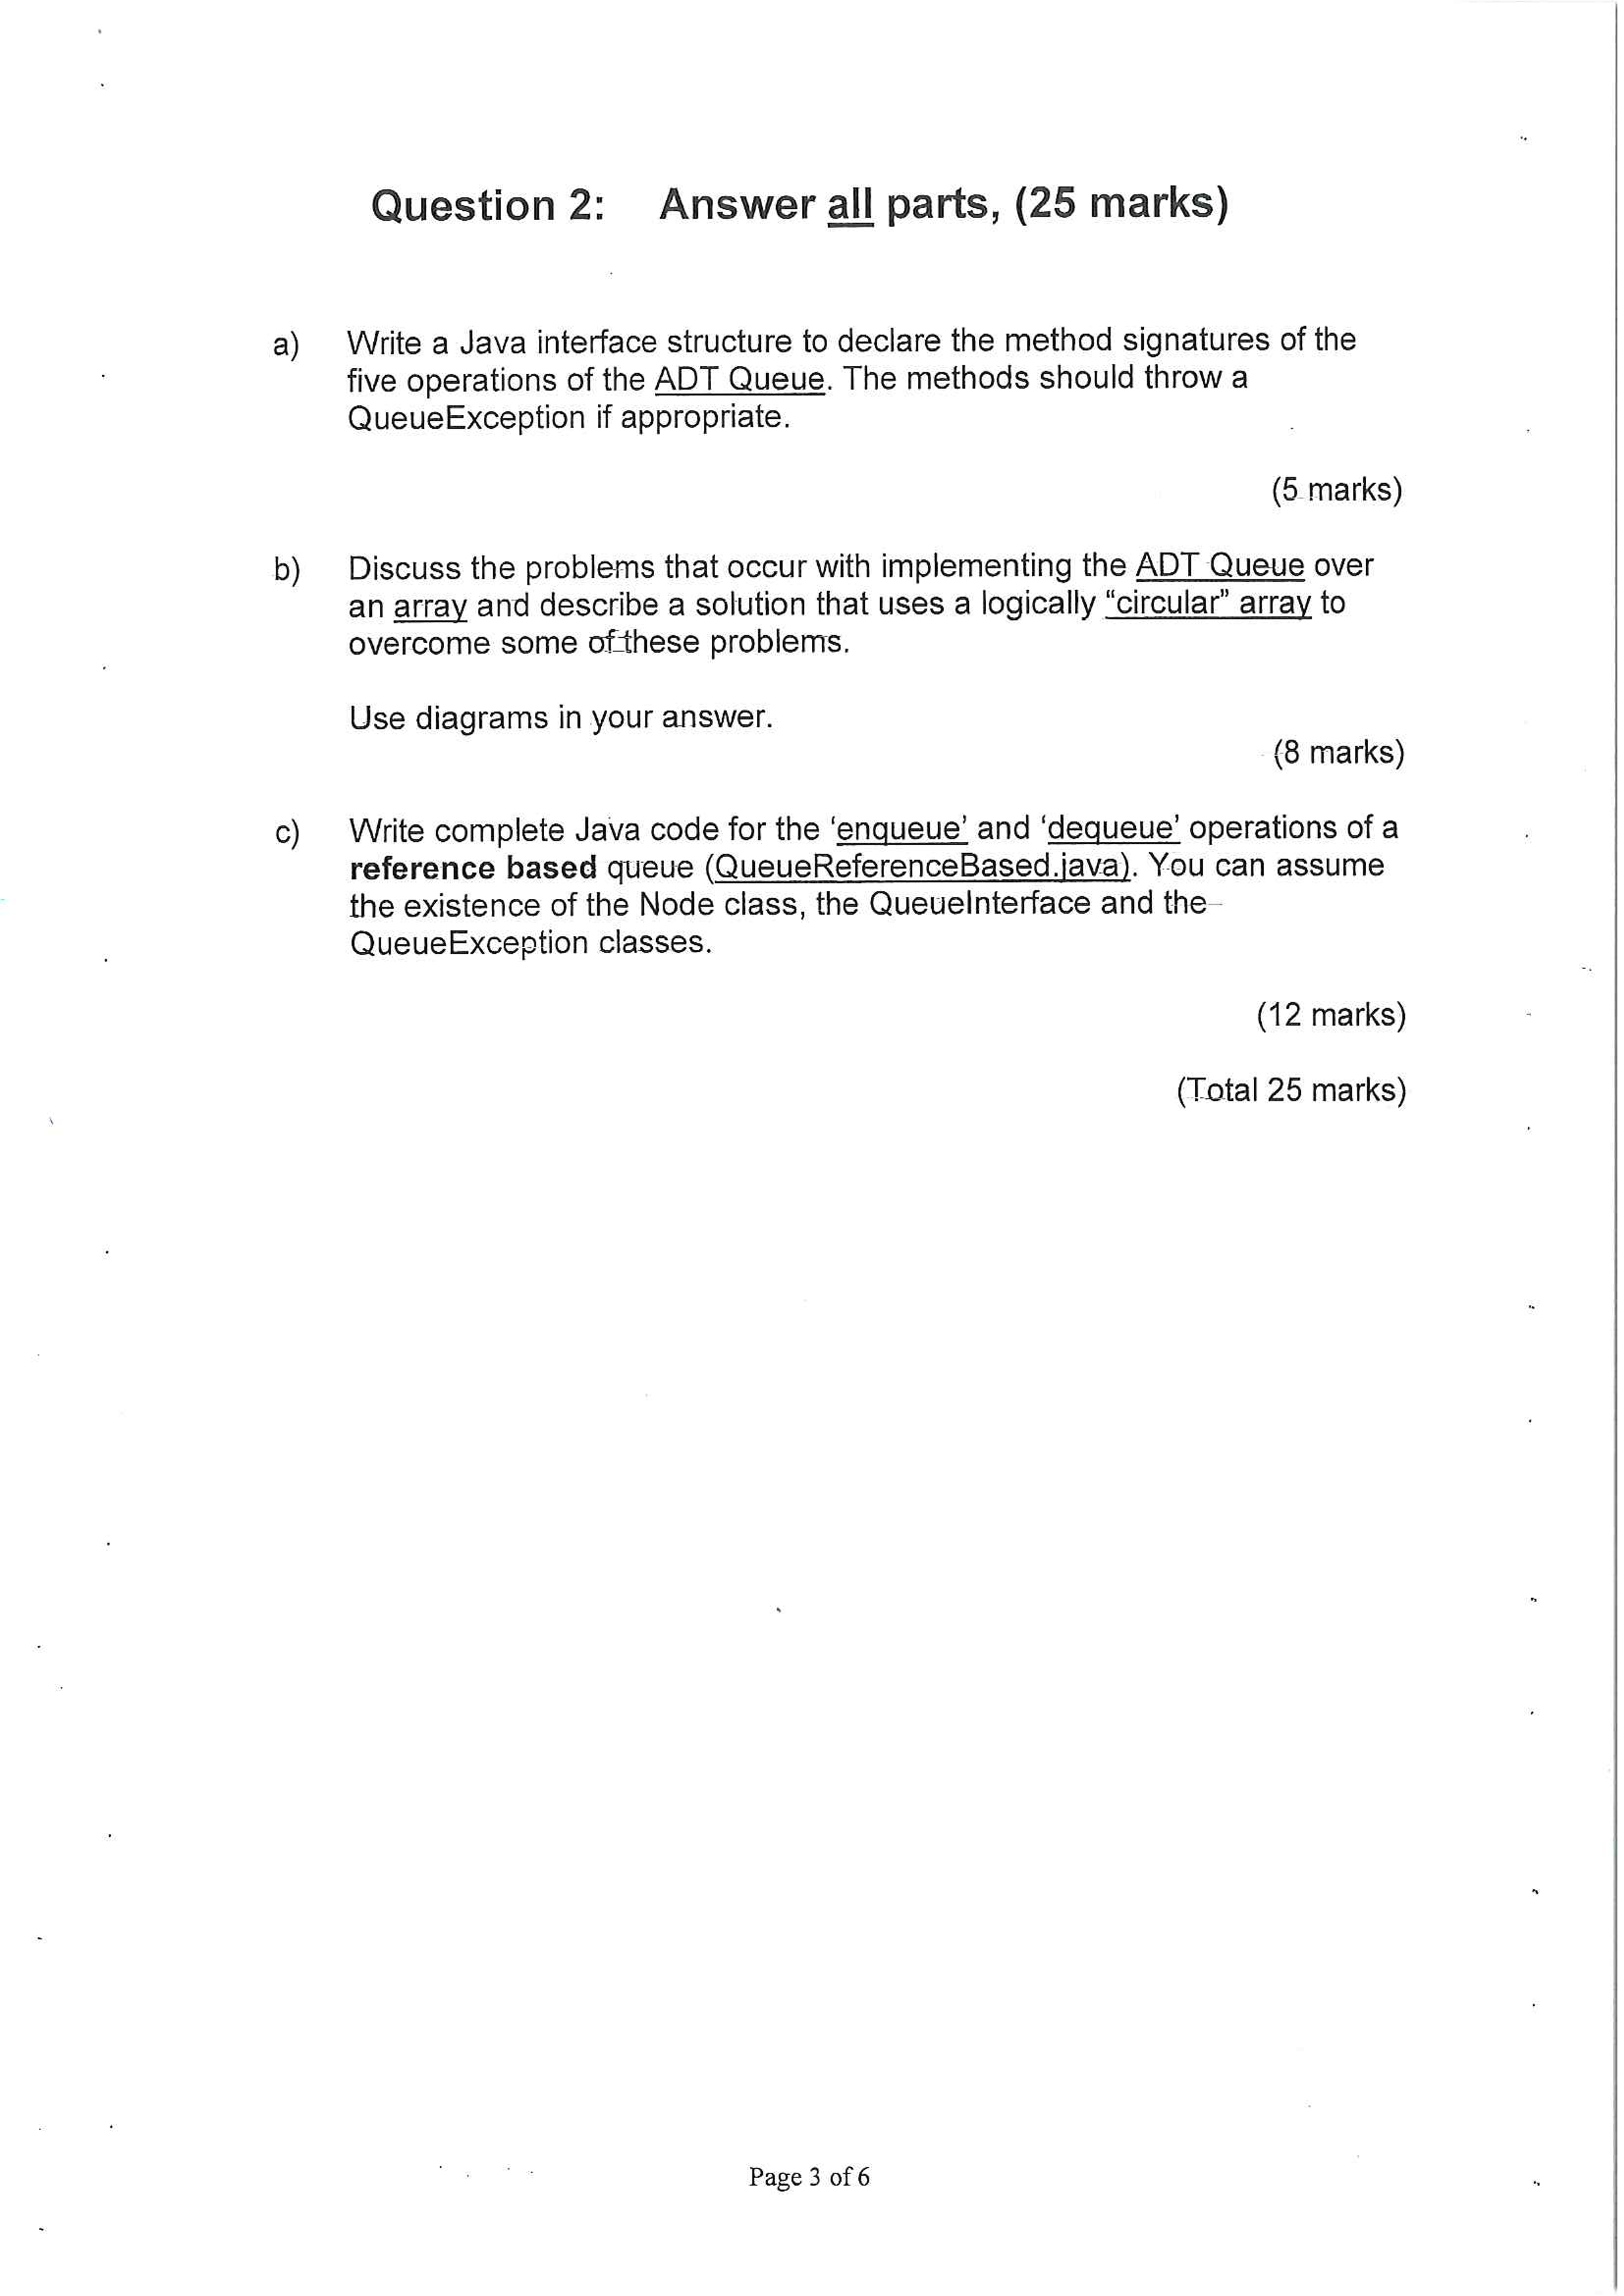 Question 2: Answer all parts, (25 marks)
a) Write a Java interface structure to declare the method signatures of the
five operations of the ADT Queue. The methods should throw a
QueueException if appropriate.
(5 marks)
b) Discuss the problems that occur with implementing the ADT Queue over
an array and describe a solution that uses a logically “circular” array to
overcome some of these problems.
Use diagrams in your answer.
(8 marks)
c) Write complete Java code for the ‘enqueue’ and ‘dequeue’ operations of a
reference based queue (QueueReferenceBased.java). You can assume
the existence of the Node class, the QueueInterface and the
QueueException classes.
(12 marks)
(Total 25 marks)
Page 3 of 6